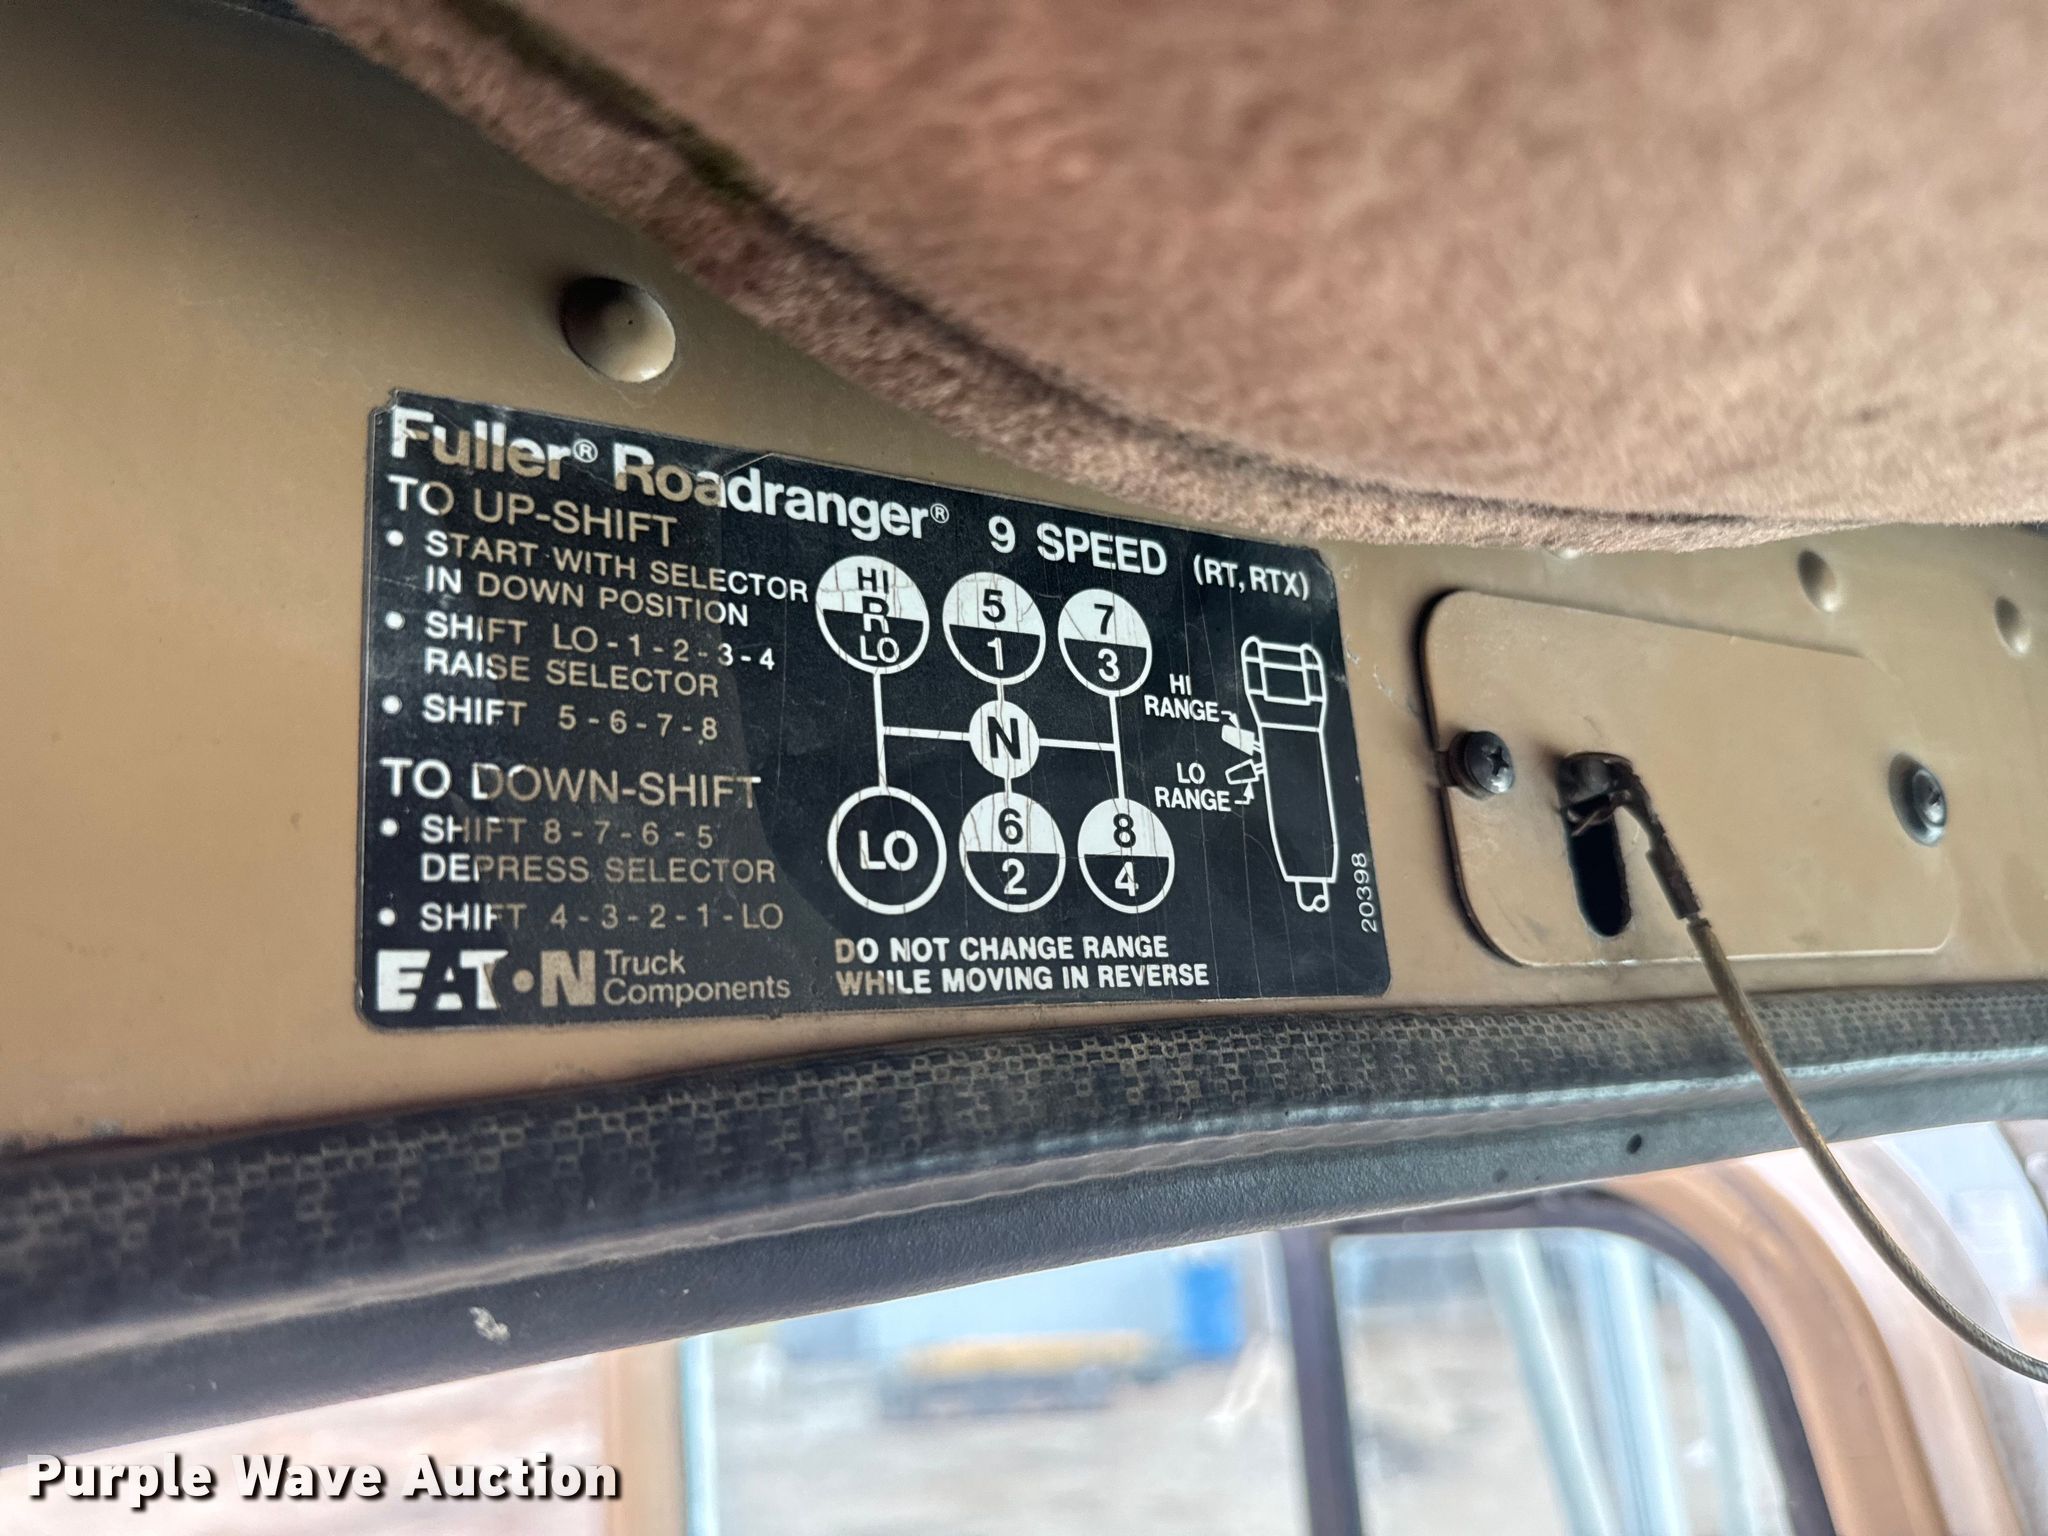 Fuller® Roadranger® 9 SPEED (RT, RTX)
TO UP-SHIFT
• START WITH SELECTOR
IN DOWN POSITION
• SHIFT LO-1-2-3-4
RAISE SELECTOR
• SHIFT 5-6-7-8
TO DOWN-SHIFT
• SHIFT 8-7-6-5
DEPRESS SELECTOR
• SHIFT 4-3-2-1-LO
EATON Truck
Components
HI
R
LO
5
1
7
3
N
LO
6
2
8
4
HI
RANGE
LO
RANGE
DO NOT CHANGE RANGE
WHILE MOVING IN REVERSE
20398
Purple Wave Auction